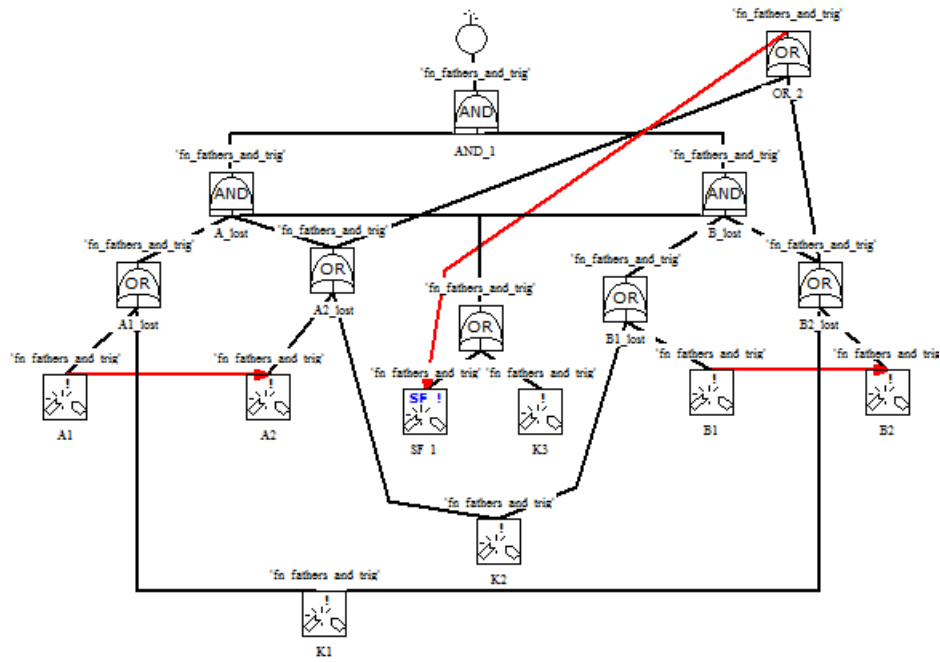 'fn_fathers_and_trig'
OR
OR_2
'fn_fathers_and_trig'
AND
AND_1
'fn_fathers_and_trig'
AND
A_lost
'fn_fathers_and_trig'
AND
B_lost
'fn_fathers_and_trig'
OR
A1_lost
'fn_fathers_and_trig'
OR
A2_lost
'fn_fathers_and_trig'
OR
B1_lost
'fn_fathers_and_trig'
OR
B2_lost
'fn_fathers_and_trig'
OR
'fn_fathers_and_trig'
!
A1
'fn_fathers_and_trig'
!
A2
'fn_fathers_and_trig'
SF !
SF_1
'fn_fathers_and_trig'
!
K3
'fn_fathers_and_trig'
!
B1
'fn_fathers_and_trig'
!
B2
'fn_fathers_and_trig'
!
K2
'fn_fathers_and_trig'
!
K1